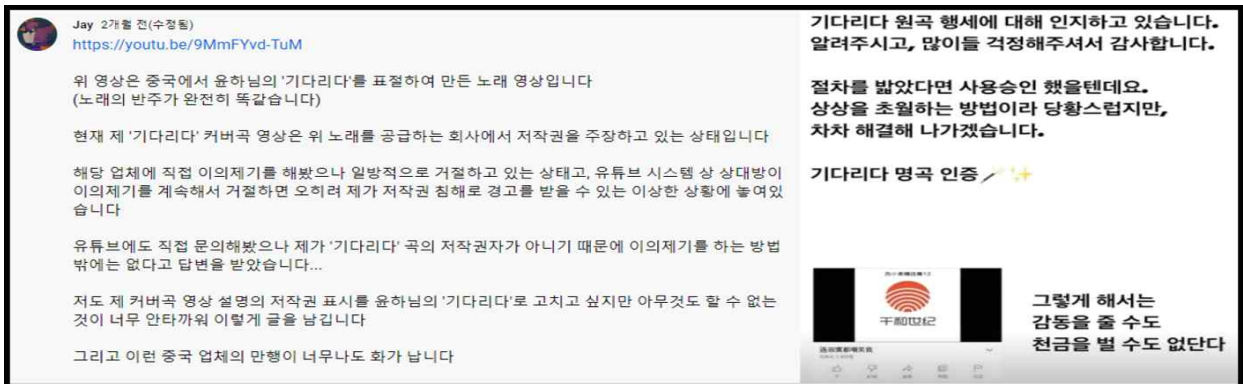 Jay 2개월 전(수정됨)
https://youtu.be/9MmFYvd-TuM
위 영상은 중국에서 윤하님의 '기다리다'를 표절하여 만든 노래 영상입니다
(노래의 반주가 완전히 똑같습니다)
현재 제 '기다리다' 커버곡 영상은 위 노래를 공급하는 회사에서 저작권을 주장하고 있는 상태입니다
해당 업체에 직접 이의제기를 해봤으나 일방적으로 거절하고 있는 상태고, 유튜브 시스템 상 상대방이
이의제기를 계속해서 거절하면 오히려 제가 저작권 침해로 경고를 받을 수 있는 이상한 상황에 놓여있
습니다
유튜브에도 직접 문의해봤으나 제가 '기다리다' 곡의 저작권자가 아니기 때문에 이의제기를 하는 방법
밖에는 없다고 답변을 받았습니다...
저도 제 커버곡 영상 설명의 저작권 표시를 윤하님의 '기다리다'로 고치고 싶지만 아무것도 할 수 없는
것이 너무 안타까워 이렇게 글을 남깁니다
그리고 이런 중국 업체의 만행이 너무나도 화가 납니다
기다리다 원곡 행세에 대해 인지하고 있습니다.
알려주시고, 많이들 걱정해주셔서 감사합니다.
절차를 밟았다면 사용승인 했을텐데요.
상상을 초월하는 방법이라 당황스럽지만,
차차 해결해 나가겠습니다.
기다리다 명곡 인증
千和世纪
그렇게 해서는
감동을 줄 수도
천금을 벌 수도 없단다